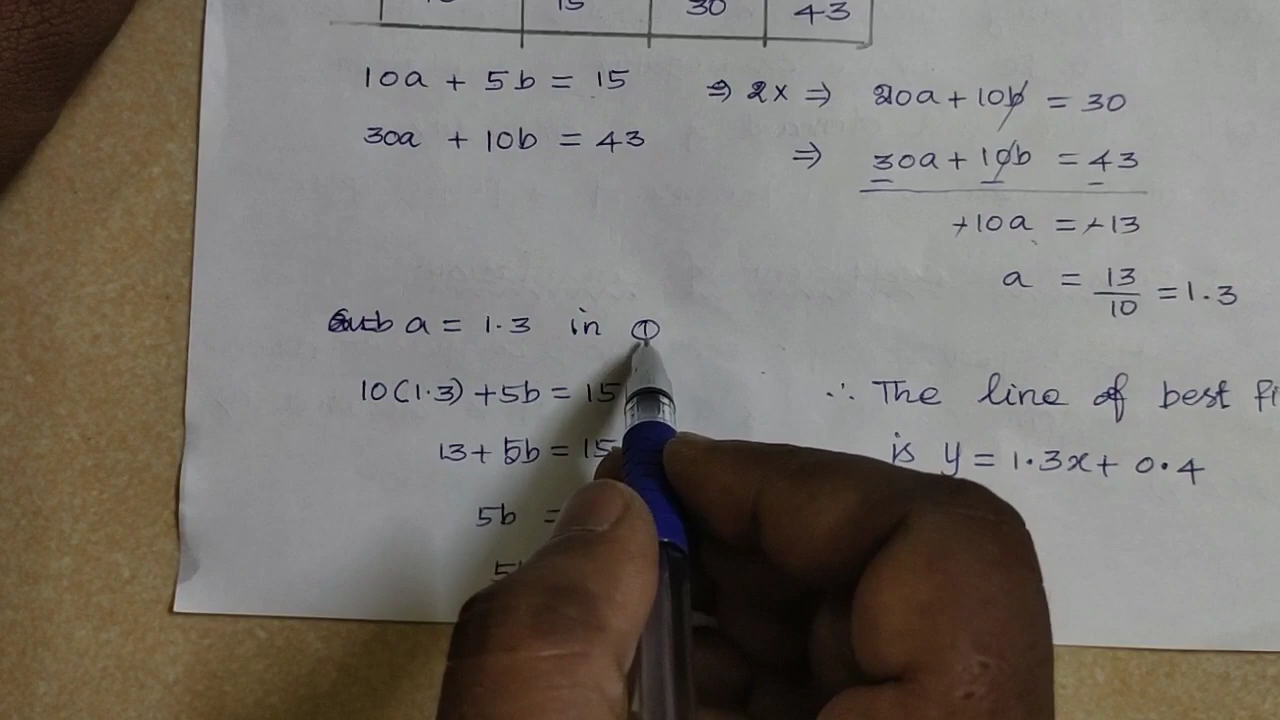 15 30 43
10a + 5b = 15
30a + 10b = 43
⇒ 2x ⇒ 20a + 10b = 30
⇒ 30a + 10b = 43
+10a = +13
a = 13/10 = 1.3
Sub a = 1.3 in ①
10(1.3) + 5b = 15
13 + 5b = 15
5b =
∴ The line of best
is y = 1.3x + 0.4